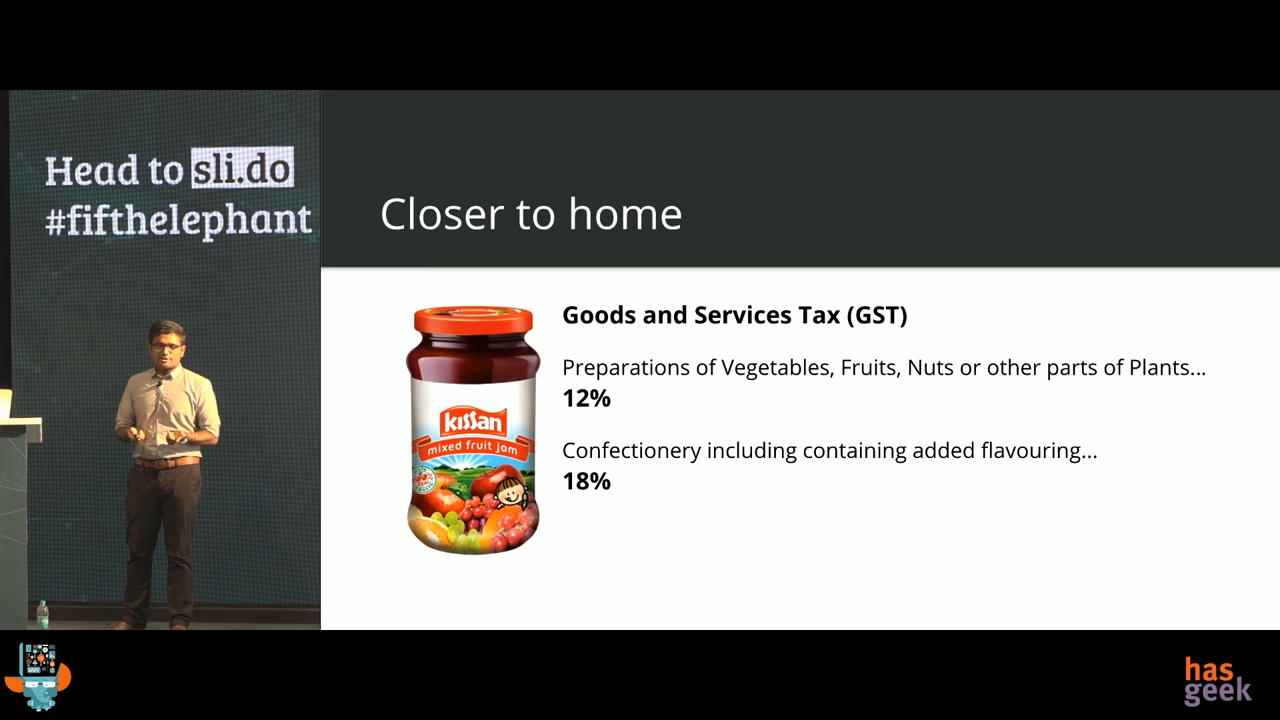 Head to sli.do
#fifthelephant
Closer to home
Goods and Services Tax (GST)
Preparations of Vegetables, Fruits, Nuts or other parts of Plants...
12%
Confectionery including containing added flavouring...
18%
kissan
mixed fruit jam
has
geek